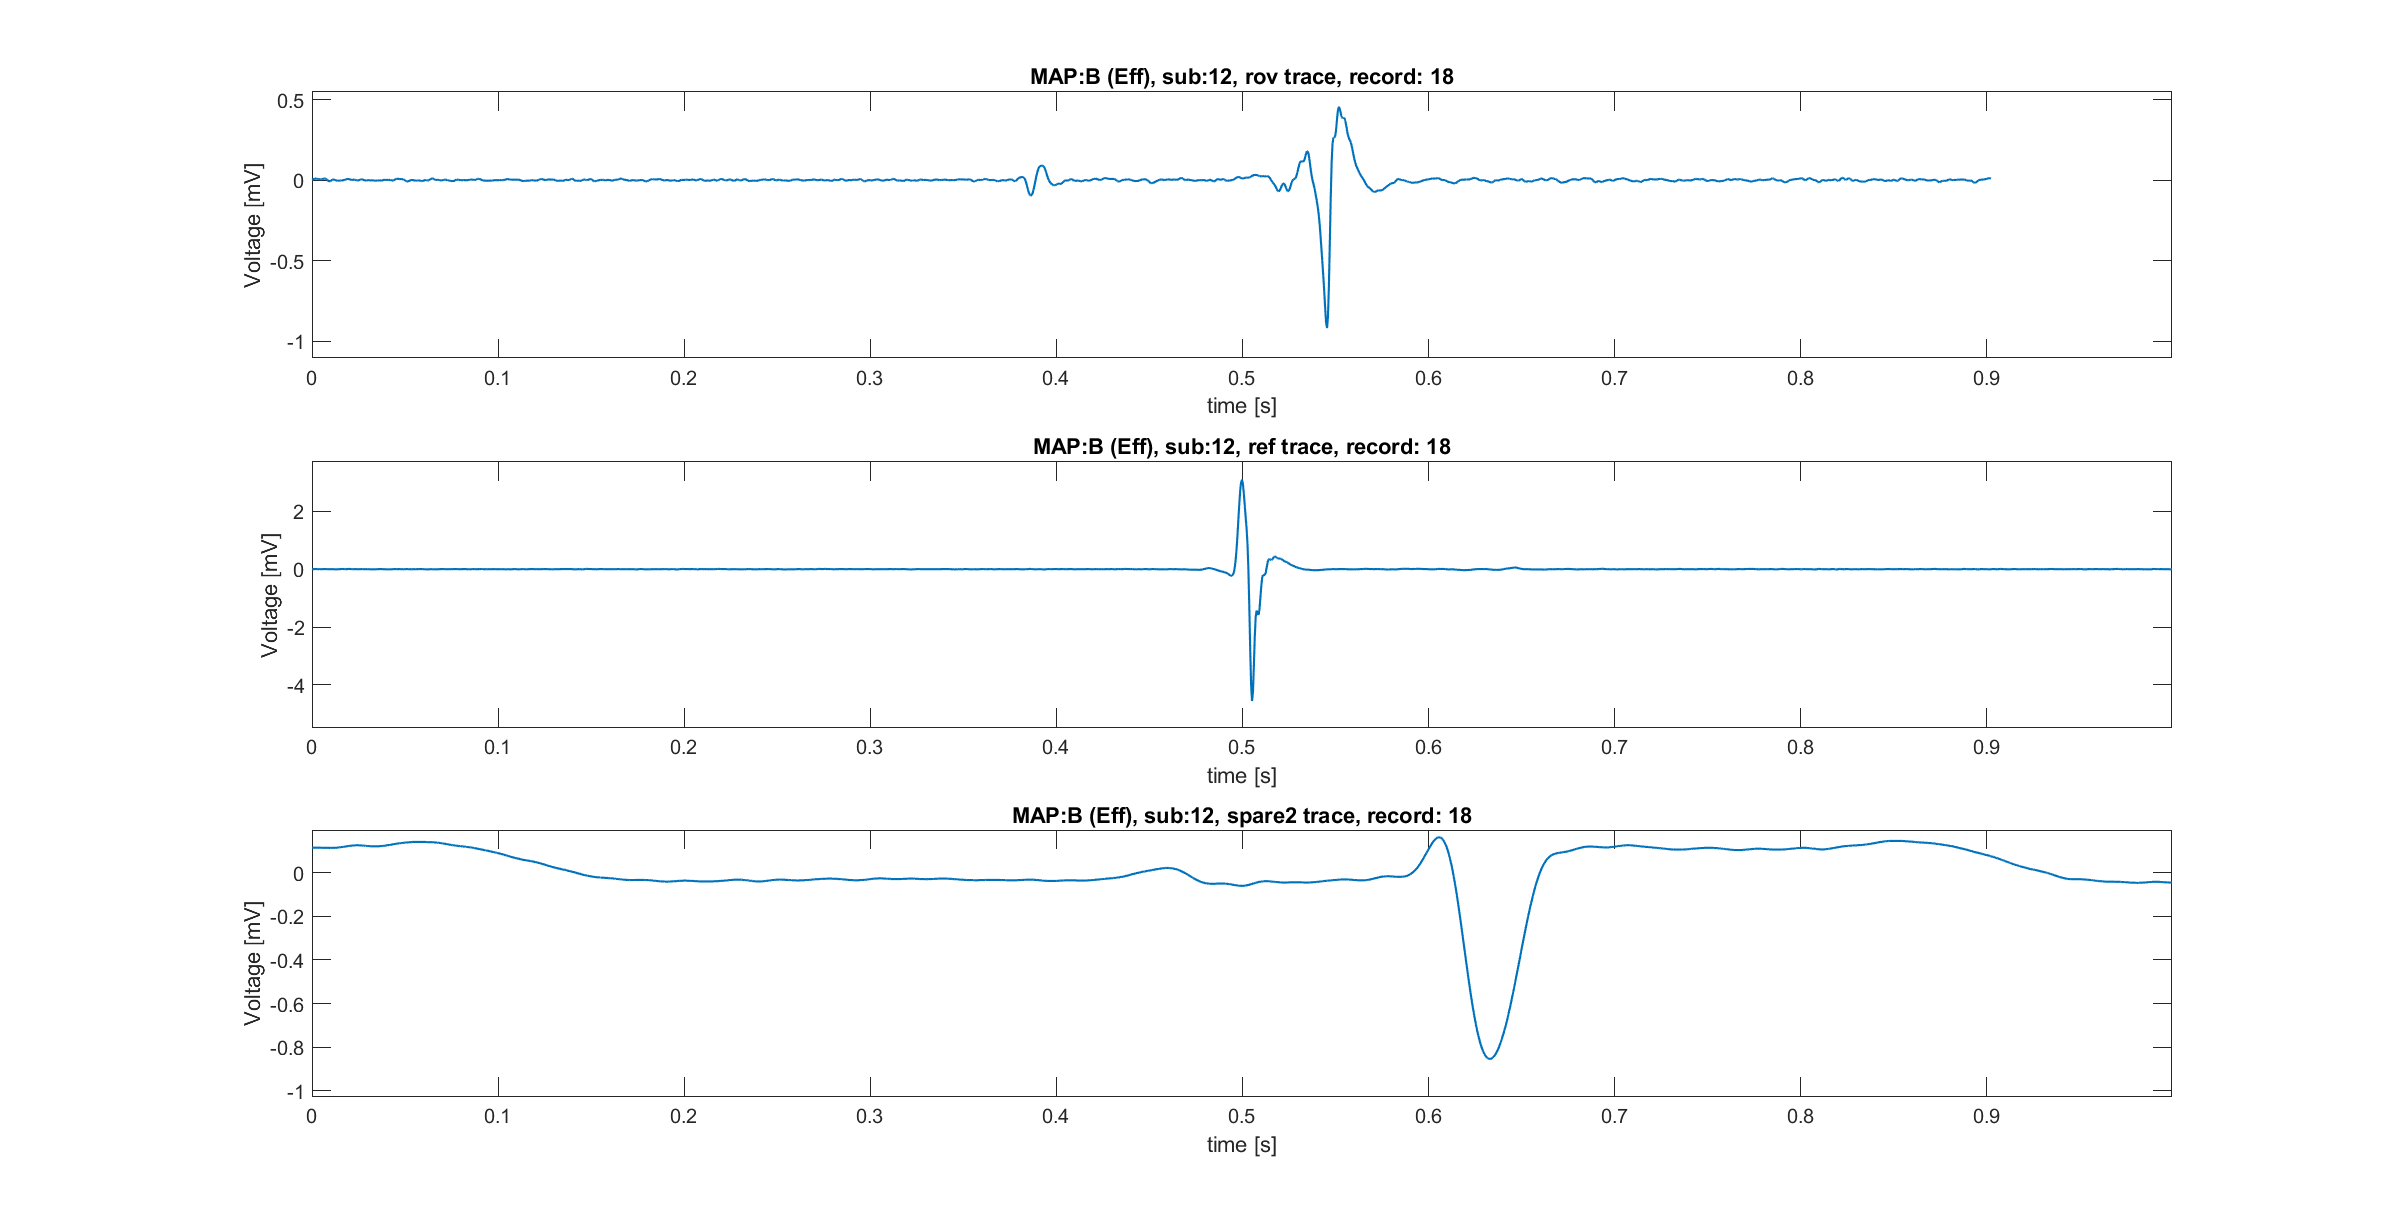 MAP:B (Eff), sub:12, rov trace, record: 18
0.5
0
-0.5
-1
Voltage [mV]
0 0.1 0.2 0.3 0.4 0.5 0.6 0.7 0.8 0.9
time [s]
MAP:B (Eff), sub:12, ref trace, record: 18
2
0
-2
-4
Voltage [mV]
0 0.1 0.2 0.3 0.4 0.5 0.6 0.7 0.8 0.9
time [s]
MAP:B (Eff), sub:12, spare2 trace, record: 18
0
-0.2
-0.4
-0.6
-0.8
-1
Voltage [mV]
0 0.1 0.2 0.3 0.4 0.5 0.6 0.7 0.8 0.9
time [s]